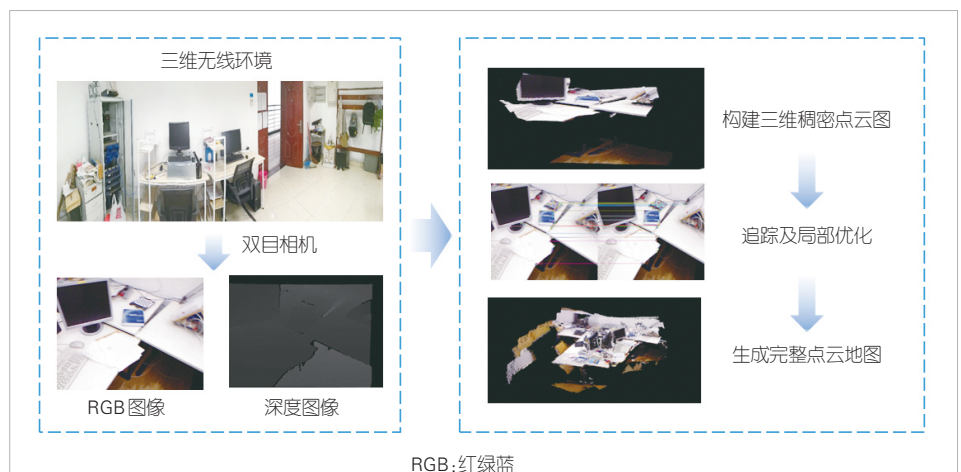 三维无线环境
双目相机
RGB图像
深度图像
构建三维稠密点云图
追踪及局部优化
生成完整点云地图
RGB:红绿蓝